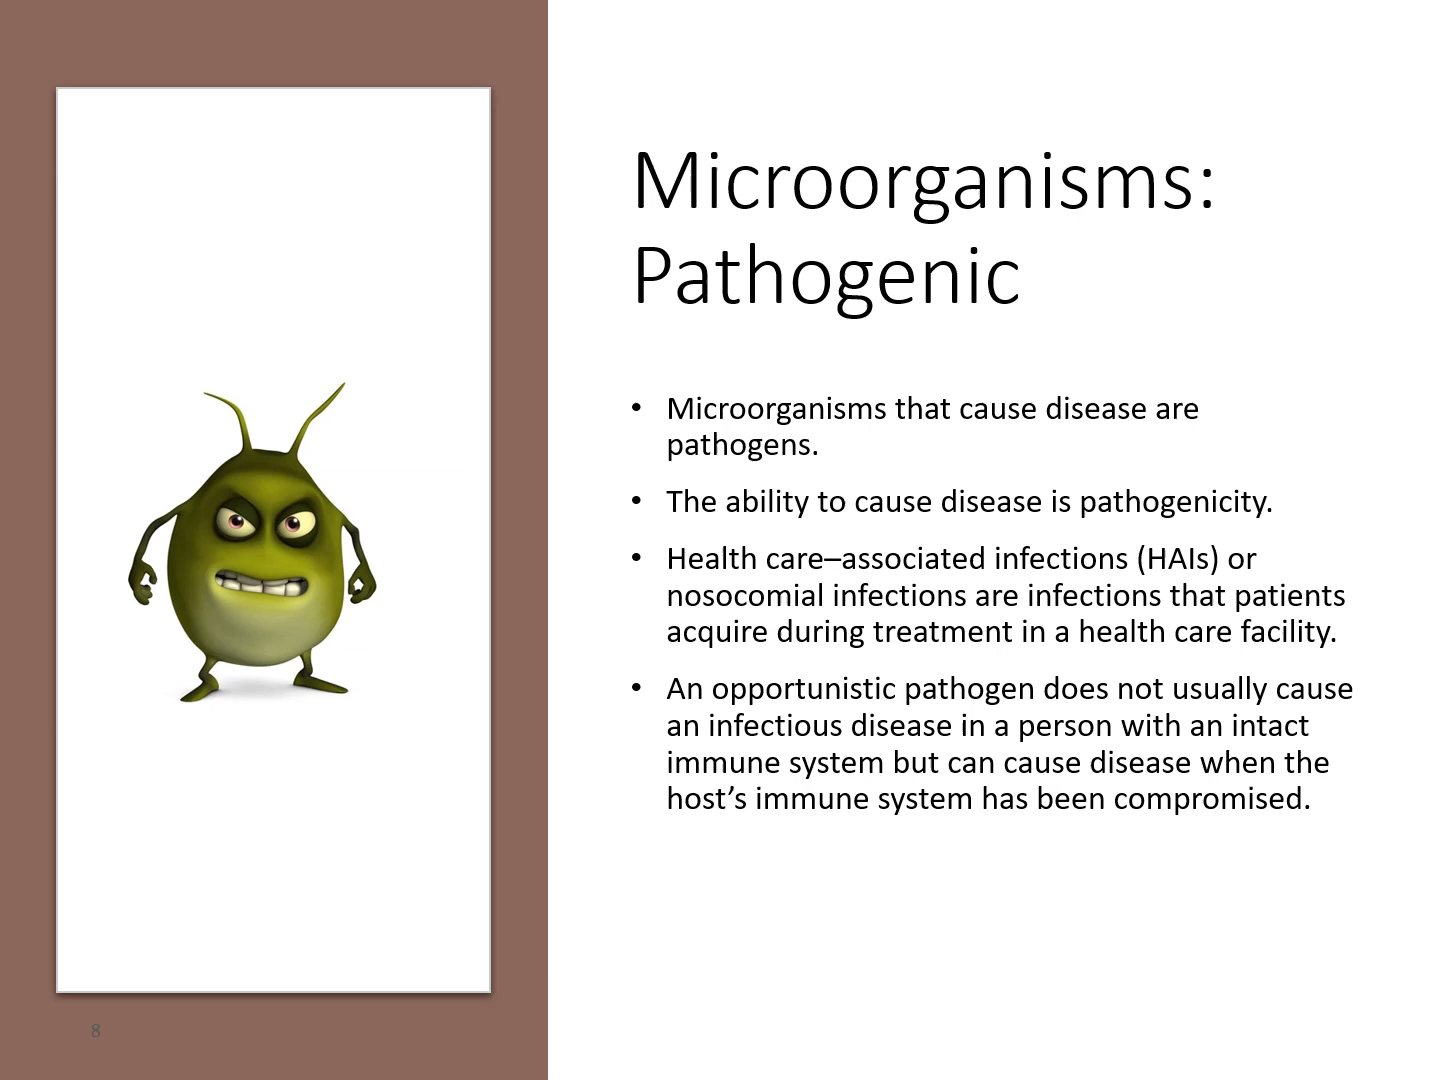 Microorganisms:
Pathogenic
• Microorganisms that cause disease are
pathogens.
• The ability to cause disease is pathogenicity.
• Health care–associated infections (HAIs) or
nosocomial infections are infections that patients
acquire during treatment in a health care facility.
• An opportunistic pathogen does not usually cause
an infectious disease in a person with an intact
immune system but can cause disease when the
host’s immune system has been compromised.
8